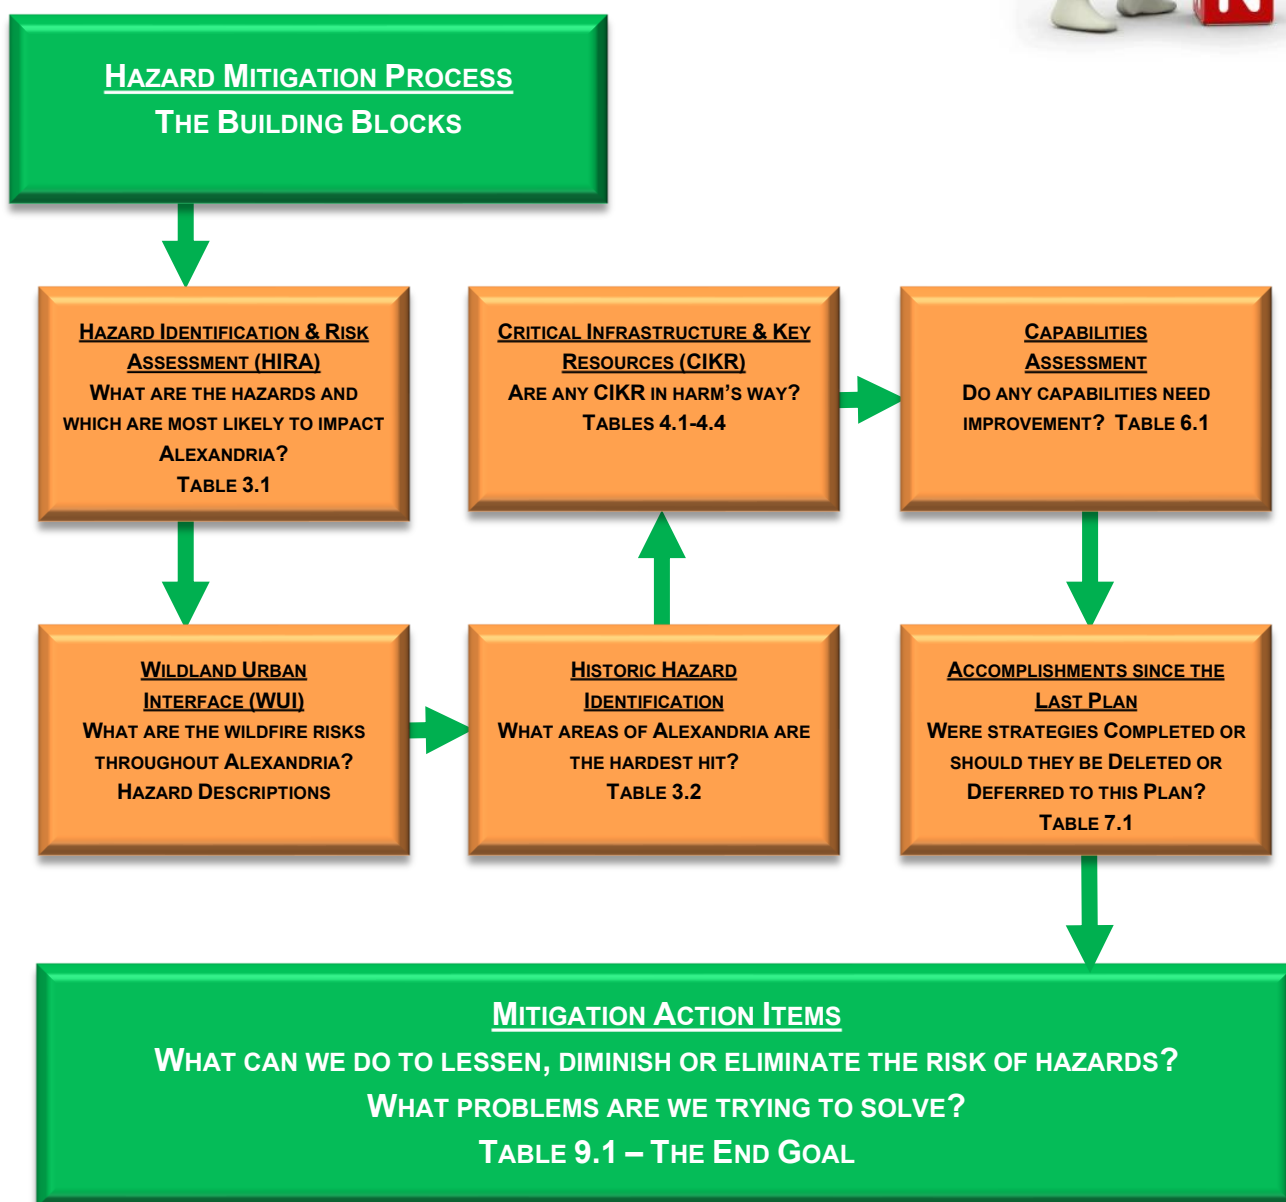 HAZARD MITIGATION PROCESS
THE BUILDING BLOCKS
HAZARD IDENTIFICATION & RISK
ASSESSMENT (HIRA)
WHAT ARE THE HAZARDS AND
WHICH ARE MOST LIKELY TO IMPACT
ALEXANDRIA?
TABLE 3.1
WILDLAND URBAN
INTERFACE (WUI)
WHAT ARE THE WILDFIRE RISKS
THROUGHOUT ALEXANDRIA?
HAZARD DESCRIPTIONS
HISTORIC HAZARD
IDENTIFICATION
WHAT AREAS OF ALEXANDRIA ARE
THE HARDEST HIT?
TABLE 3.2
CRITICAL INFRASTRUCTURE & KEY
RESOURCES (CIKR)
ARE ANY CIKR IN HARM’S WAY?
TABLES 4.1-4.4
CAPABILITIES
ASSESSMENT
DO ANY CAPABILITIES NEED
IMPROVEMENT? TABLE 6.1
ACCOMPLISHMENTS SINCE THE
LAST PLAN
WERE STRATEGIES COMPLETED OR
SHOULD THEY BE DELETED OR
DEFERRED TO THIS PLAN?
TABLE 7.1
MITIGATION ACTION ITEMS
WHAT CAN WE DO TO LESSEN, DIMINISH OR ELIMINATE THE RISK OF HAZARDS?
WHAT PROBLEMS ARE WE TRYING TO SOLVE?
TABLE 9.1 – THE END GOAL